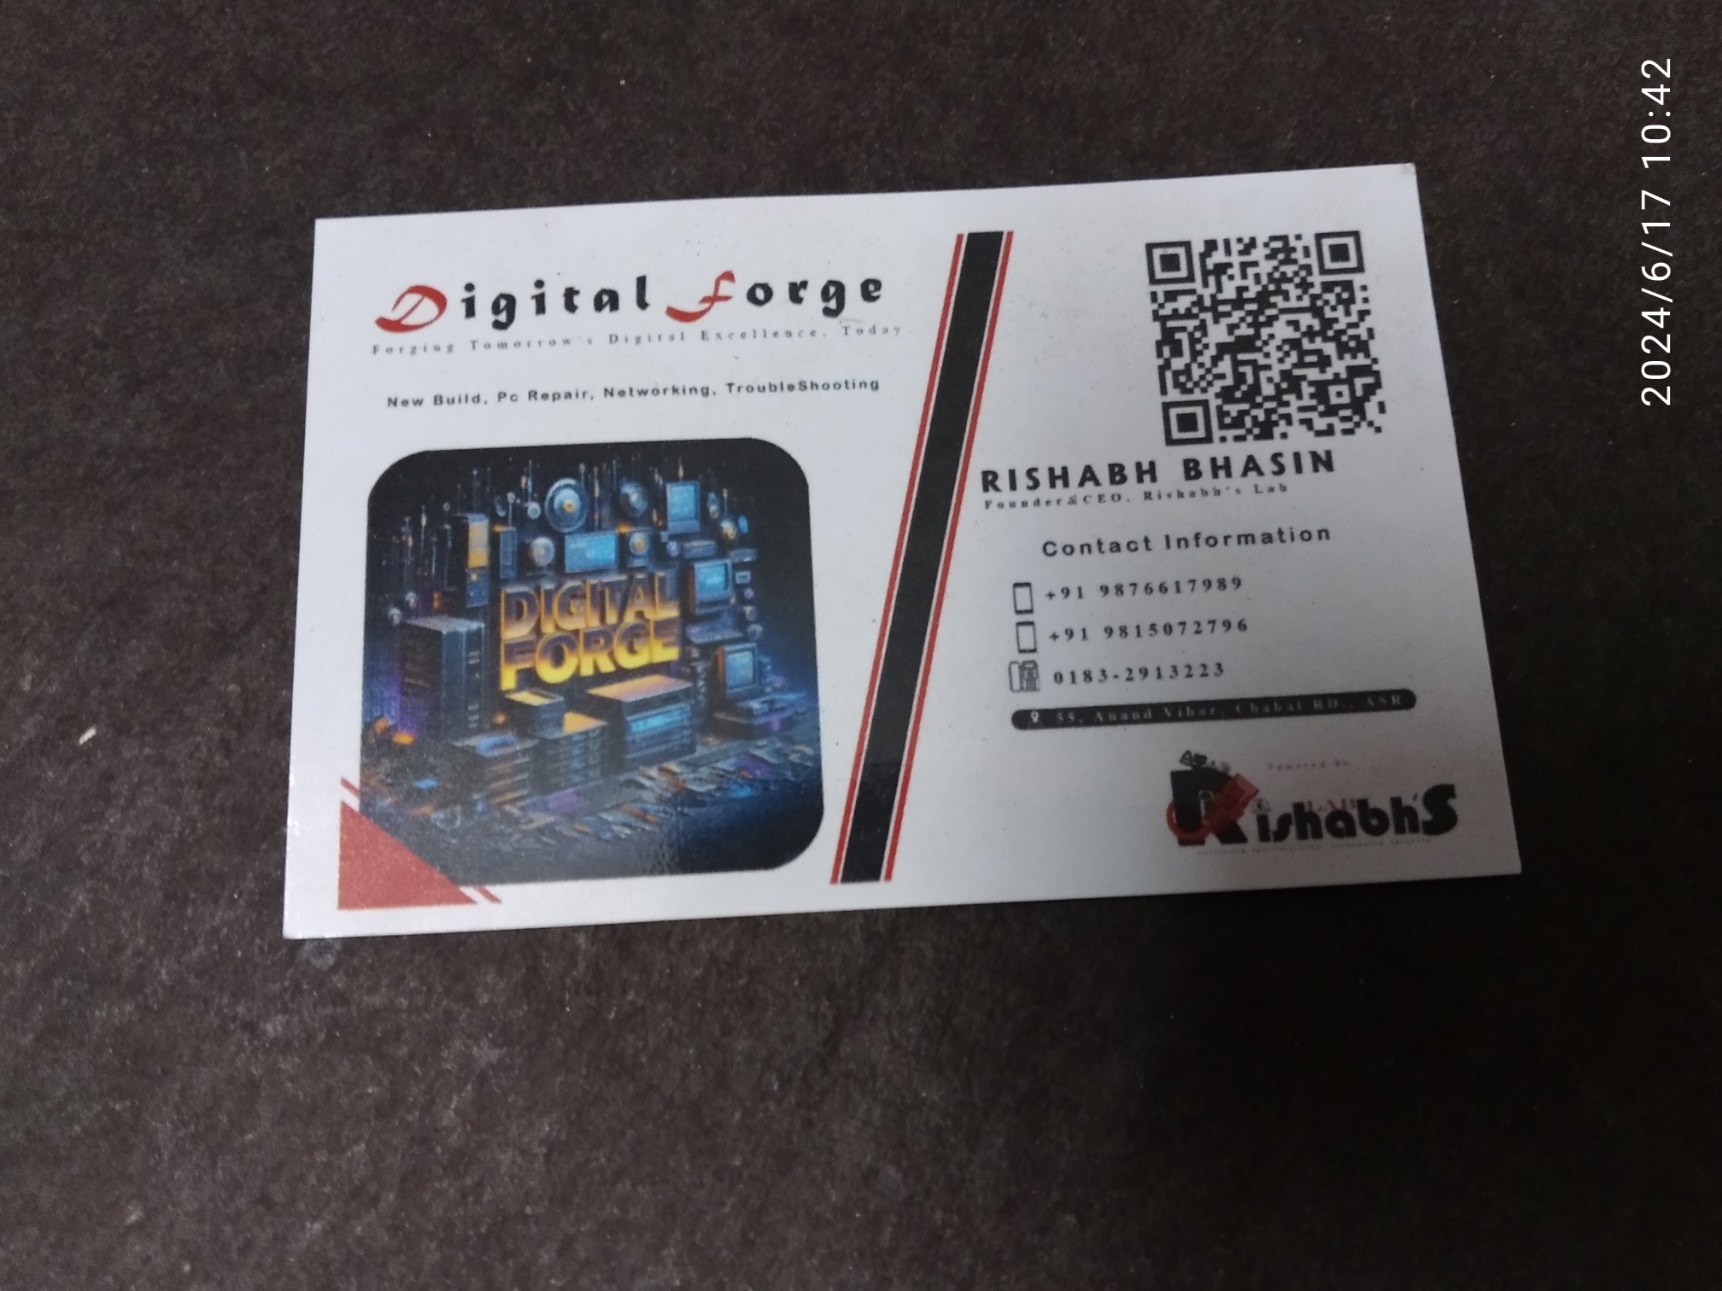 Digital Forge
Forging Tomorrow's Digital Excellence, Today.
New Build, Pc Repair, Networking, TroubleShooting
DIGITAL
FORGE
RISHABH BHASIN
Founder&CEO, Rishabh's Lab
Contact Information
+91 9876617989
+91 9815072796
0183-2913223
55, Anand Vihar, Chahal RD., ASR
Powered by
Rishabh'S
LAB
2024/6/17 10:42